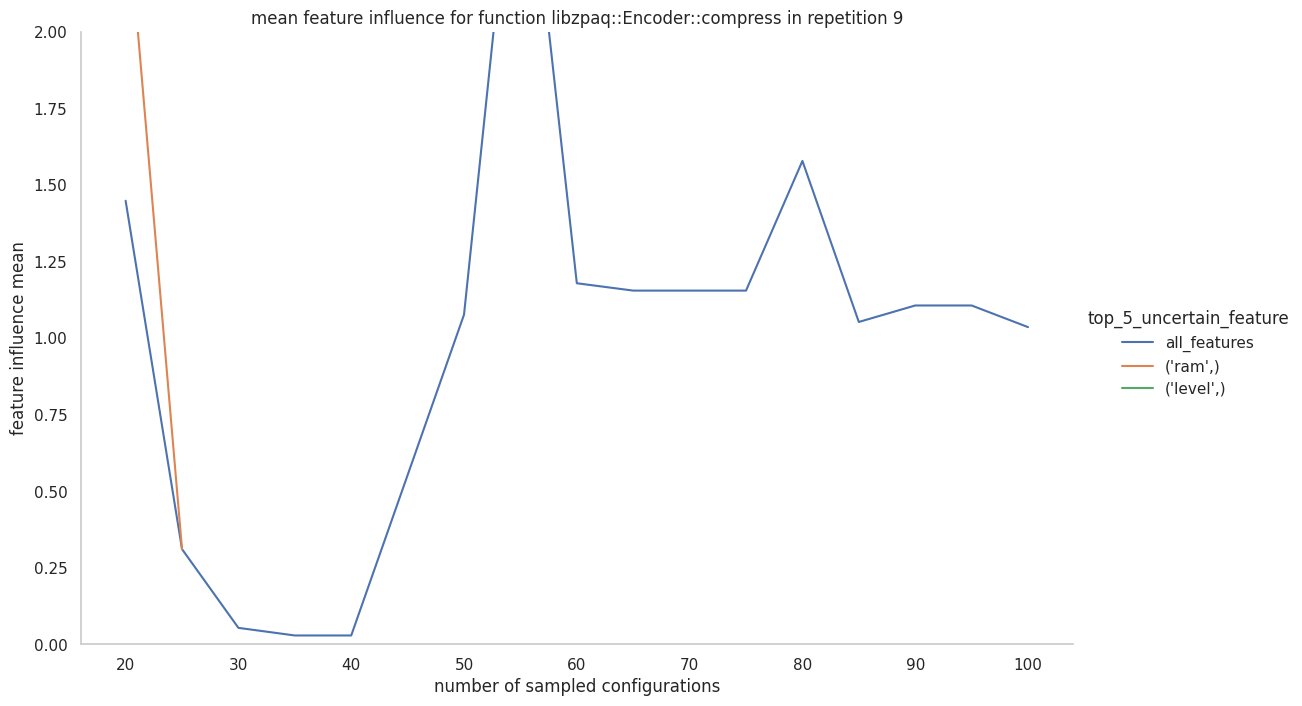 mean feature influence for function libzpaq::Encoder::compress in repetition 9
2.00
1.75
1.50
1.25
1.00
0.75
0.50
0.25
0.00
feature influence mean
20 30 40 50 60 70 80 90 100
number of sampled configurations
top_5_uncertain_feature
all_features
('ram',)
('level',)